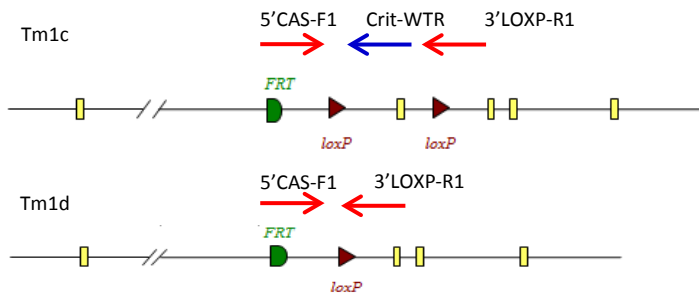 5'CAS-F1 Crit-WTR 3'LOXP-R1
Tm1c
FRT
loxP loxP
5'CAS-F1 3'LOXP-R1
Tm1d
FRT
loxP